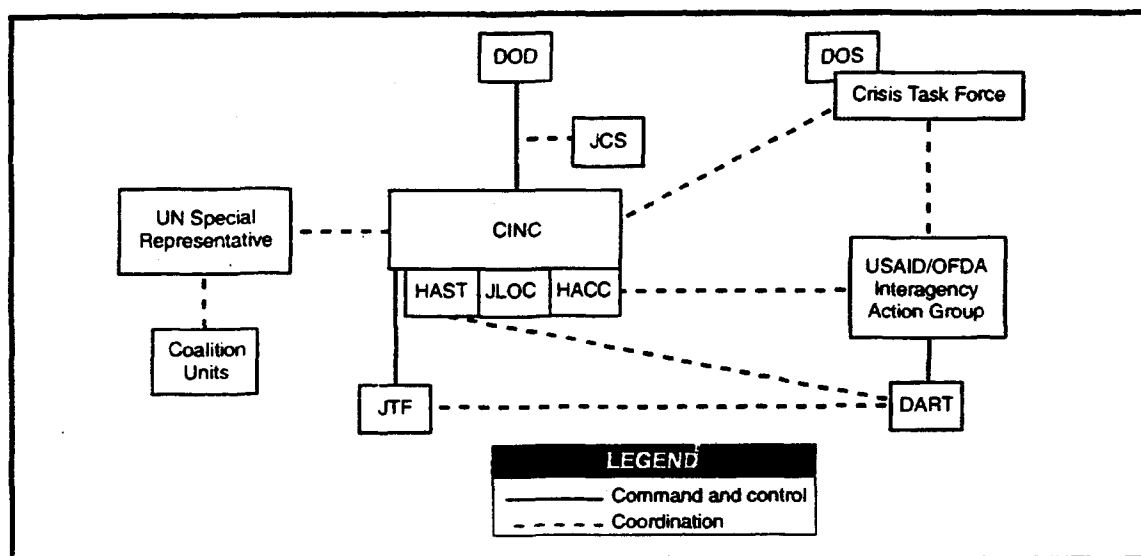 DOD
DOS
Crisis Task Force
JCS
UN Special
Representative
CINC
HAST
JLOC
HACC
USAID/OFDA
Interagency
Action Group
Coalition
Units
JTF
DART
LEGEND
Command and control
Coordination